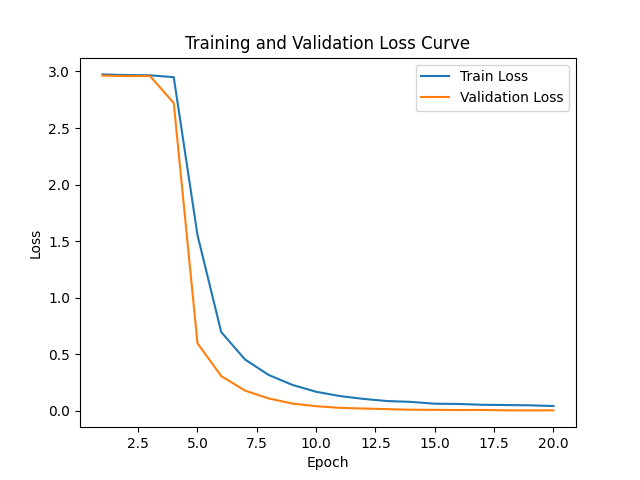 Training and Validation Loss Curve
Train Loss
Validation Loss
3.0
2.5
2.0
1.5
1.0
0.5
0.0
Loss
2.5 5.0 7.5 10.0 12.5 15.0 17.5 20.0
Epoch